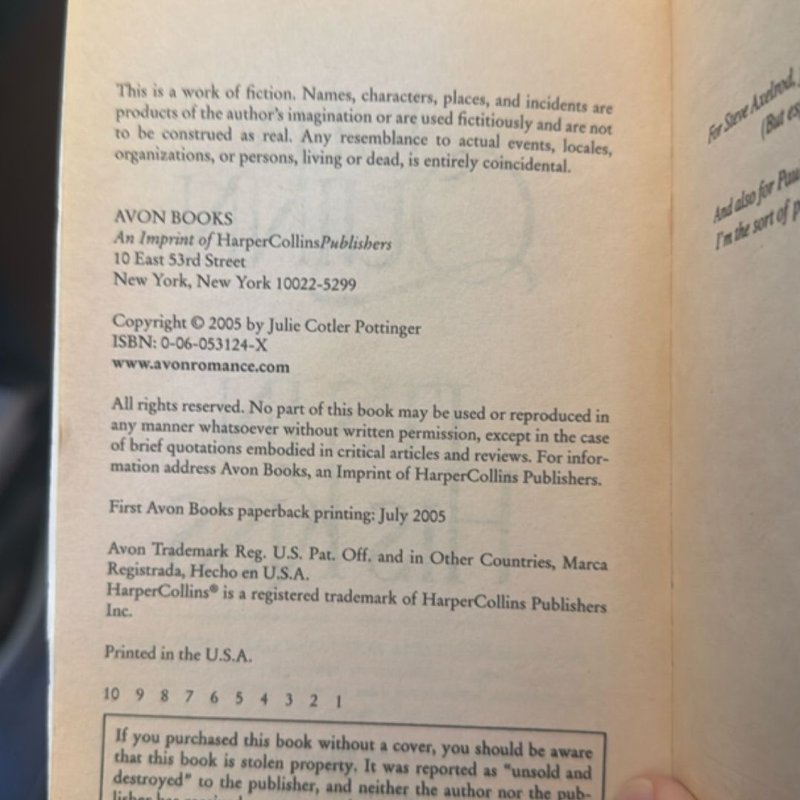 This is a work of fiction. Names, characters, places, and incidents are
products of the author's imagination or are used fictitiously and are not
to be construed as real. Any resemblance to actual events, locales,
organizations, or persons, living or dead, is entirely coincidental.
AVON BOOKS
An Imprint of HarperCollinsPublishers
10 East 53rd Street
New York, New York 10022-5299
Copyright © 2005 by Julie Cotler Pottinger
ISBN: 0-06-053124-X
www.avonromance.com
All rights reserved. No part of this book may be used or reproduced in
any manner whatsoever without written permission, except in the case
of brief quotations embodied in critical articles and reviews. For infor-
mation address Avon Books, an Imprint of HarperCollins Publishers.
First Avon Books paperback printing: July 2005
Avon Trademark Reg. U.S. Pat. Off. and in Other Countries, Marca
Registrada, Hecho en U.S.A.
HarperCollins® is a registered trademark of HarperCollins Publishers
Inc.
Printed in the U.S.A.
10 9 8 7 6 5 4 3 2 1
If you purchased this book without a cover, you should be aware
that this book is stolen property. It was reported as "unsold and
destroyed" to the publisher, and neither the author nor the pub-
For Steve Axelrod,
(But
And also for
I'm the sort of